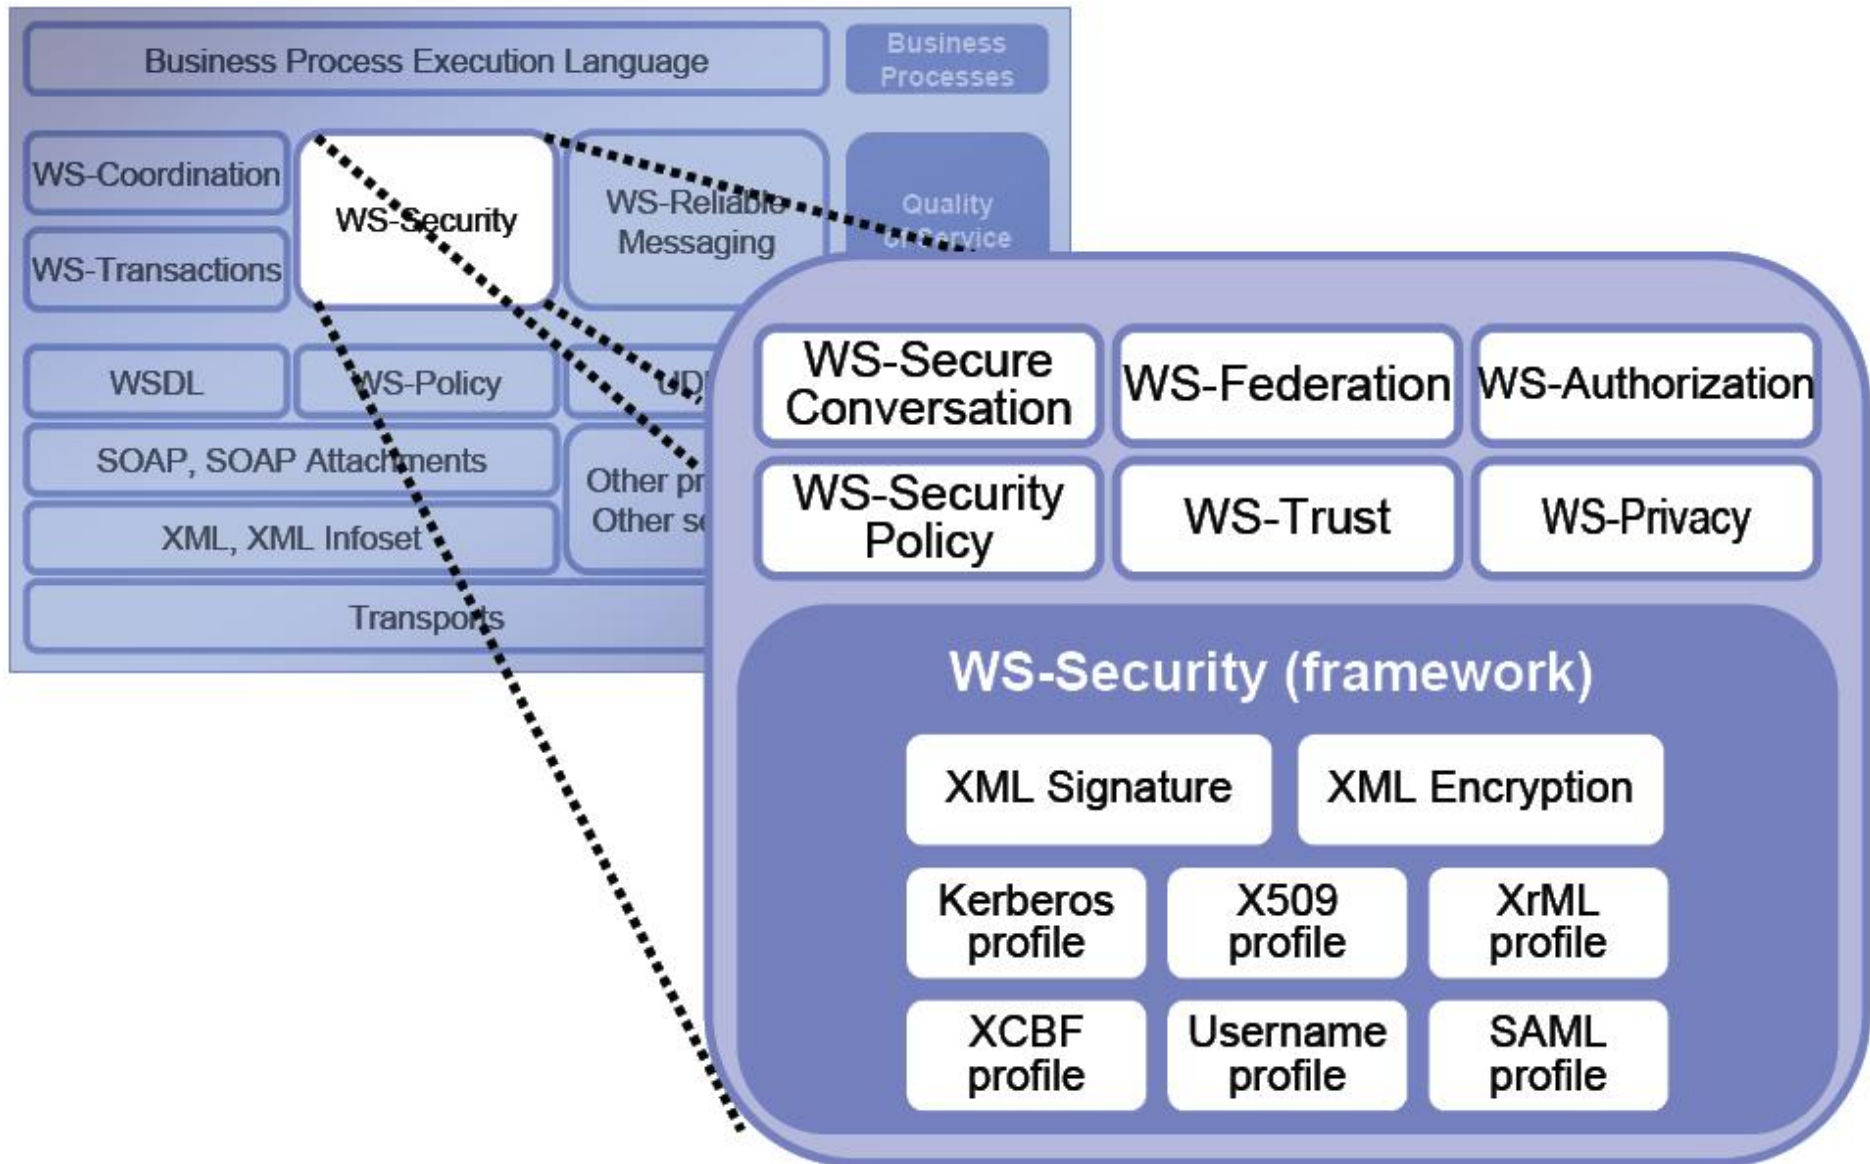 Business Process Execution Language
Business
Processes
WS-Coordination
WS-Transactions
WS-Security
WS-Reliable
Messaging
Quality
of Service
WSDL
WS-Policy
SOAP, SOAP Attachments
Other
Other
XML, XML Infoset
Transports
WS-Secure
Conversation
WS-Federation
WS-Authorization
WS-Security
Policy
WS-Trust
WS-Privacy
WS-Security (framework)
XML Signature
XML Encryption
Kerberos
profile
X509
profile
XrML
profile
XCBF
profile
Username
profile
SAML
profile